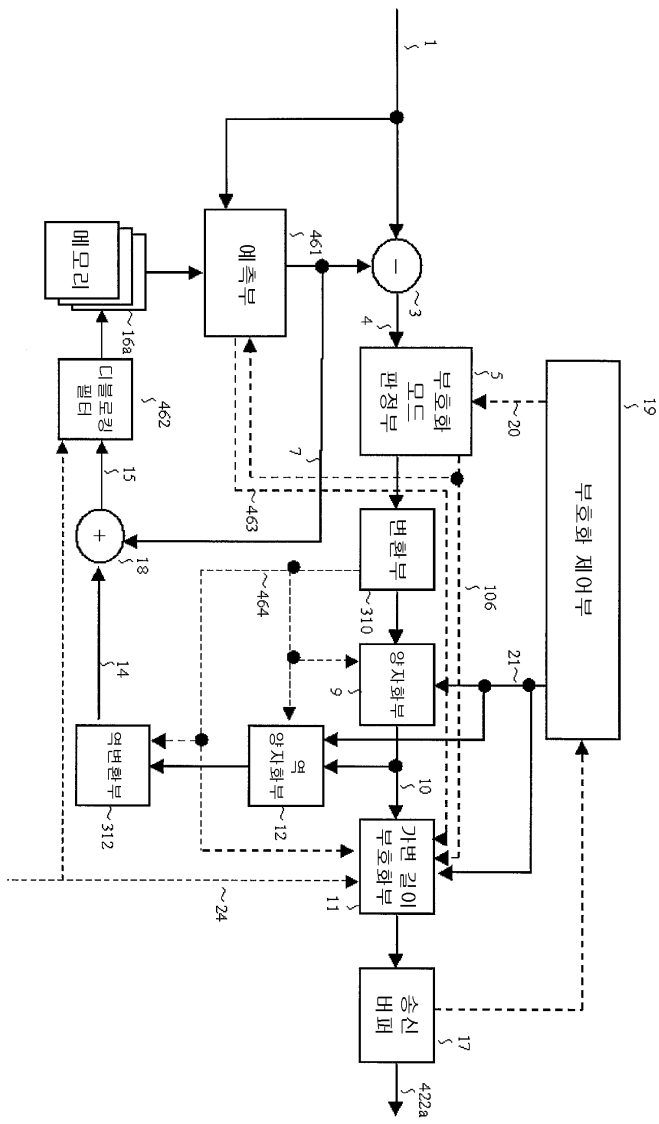 19
부호화 제어부
1
3
4
5
부호화
모드
판정부
20
106
21
변환부
310
양자화부
9
10
가변 길이
부호화부
11
송신
버퍼
17
422a
461
예측부
7
463
464
역
양자화부
12
메모리
16a
디블로킹
필터
462
15
+
18
14
역변환부
312
24
−